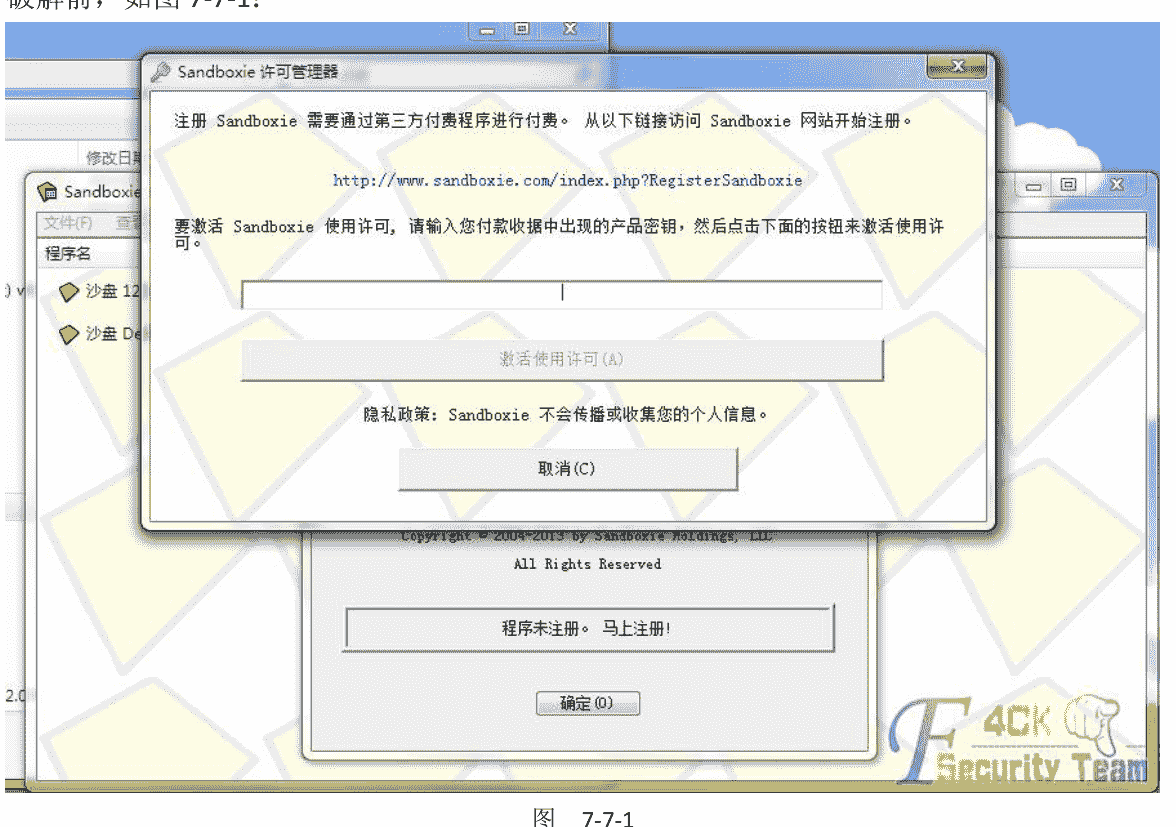 破解前，如图 7-7-1：
Sandboxie 许可管理器
注册 Sandboxie 需要通过第三方付费程序进行付费。 从以下链接访问 Sandboxie 网站开始注册。
http://www.sandboxie.com/index.php?RegisterSandboxie
要激活 Sandboxie 使用许可, 请输入您付款收据中出现的产品密钥，然后点击下面的按钮来激活使用许
可。
激活使用许可(A)
隐私政策: Sandboxie 不会传播或收集您的个人信息。
取消(C)
修改日期
Sandboxie
文件(F) 查看
程序名
沙盘 12
沙盘 De
Copyright © 2004-2013 by Sandboxie Holdings, LLC
All Rights Reserved
程序未注册。 马上注册!
确定(O)
2.0
F4CK
Security Team
图 7-7-1